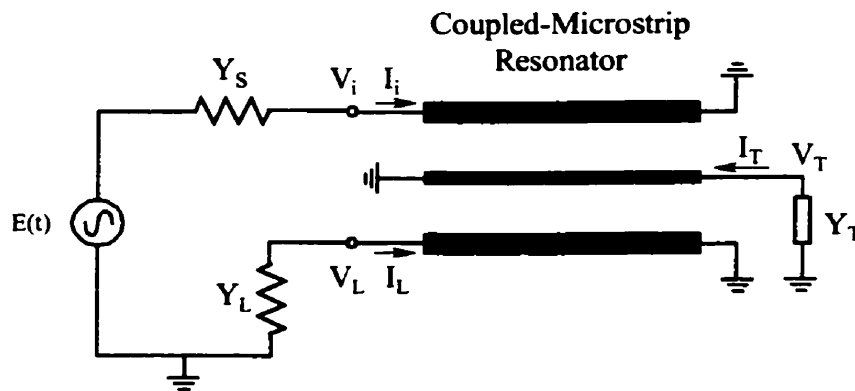 Coupled-Microstrip
Resonator
Y_S
V_i
I_i
I_T
V_T
E(t)
Y_T
V_L
I_L
Y_L